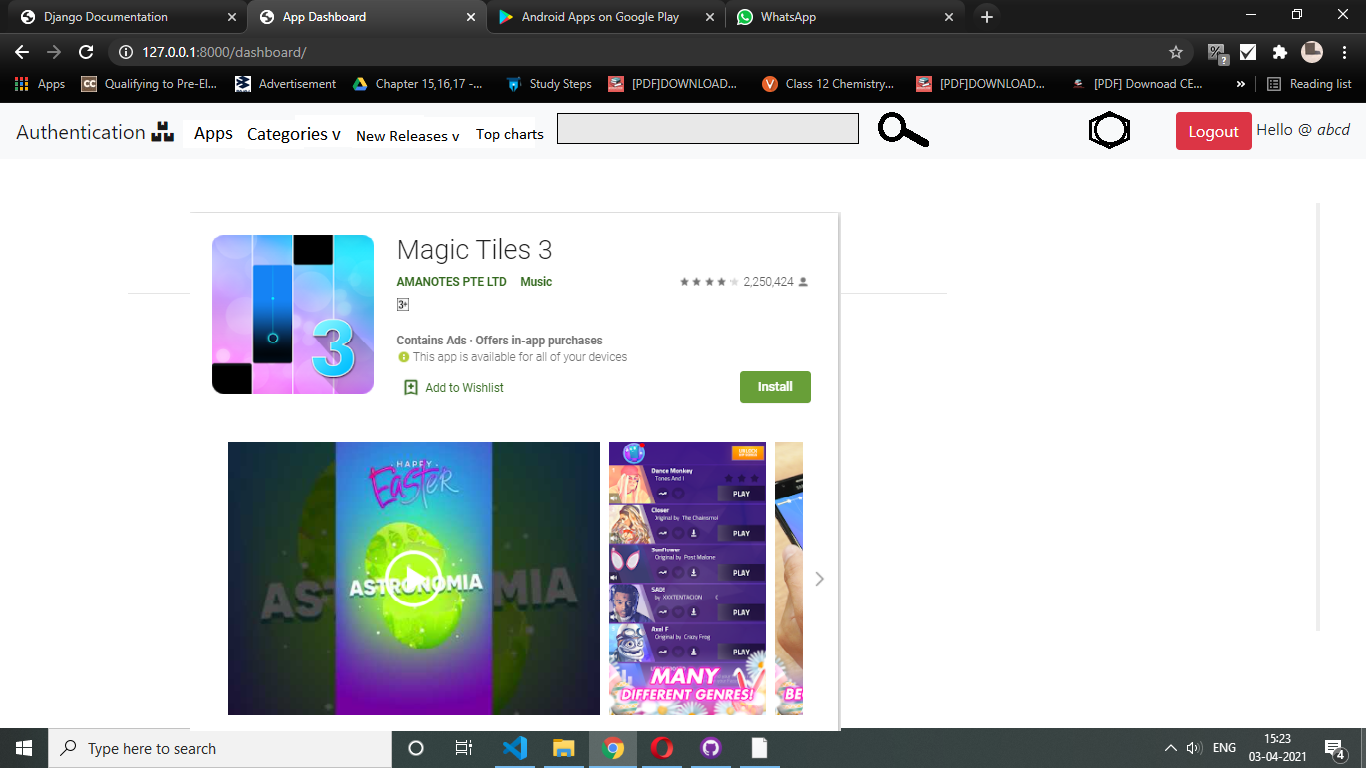 Django Documentation
App Dashboard
Android Apps on Google Play
WhatsApp
127.0.0.1:8000/dashboard/
Apps
CC
Qualifying to Pre-El...
Advertisement
Chapter 15,16,17 -...
Study Steps
[PDF]DOWNLOAD...
V
Class 12 Chemistry...
[PDF]DOWNLOAD...
[PDF] Downoad CE...
»
Reading list
Authentication
Apps
Categories v
New Releases v
Top charts
Logout
Hello @ abcd
Magic Tiles 3
AMANOTES PTE LTD Music
2,250,424
3+
Contains Ads · Offers in-app purchases
This app is available for all of your devices
Add to Wishlist
Install
3
· HAPPY ·
Easter
ASTRONOMIA
Dance Monkey
Tones And I
PLAY
Closer
Original by The Chainsmo
PLAY
Sunflower
Original by Post Malone
PLAY
SAD!
by XXXTENTACION
PLAY
Axel F
Original by Crazy Frog
PLAY
MANY
DIFFERENT GENRES!
BE
Type here to search
ENG
15:23
03-04-2021
4